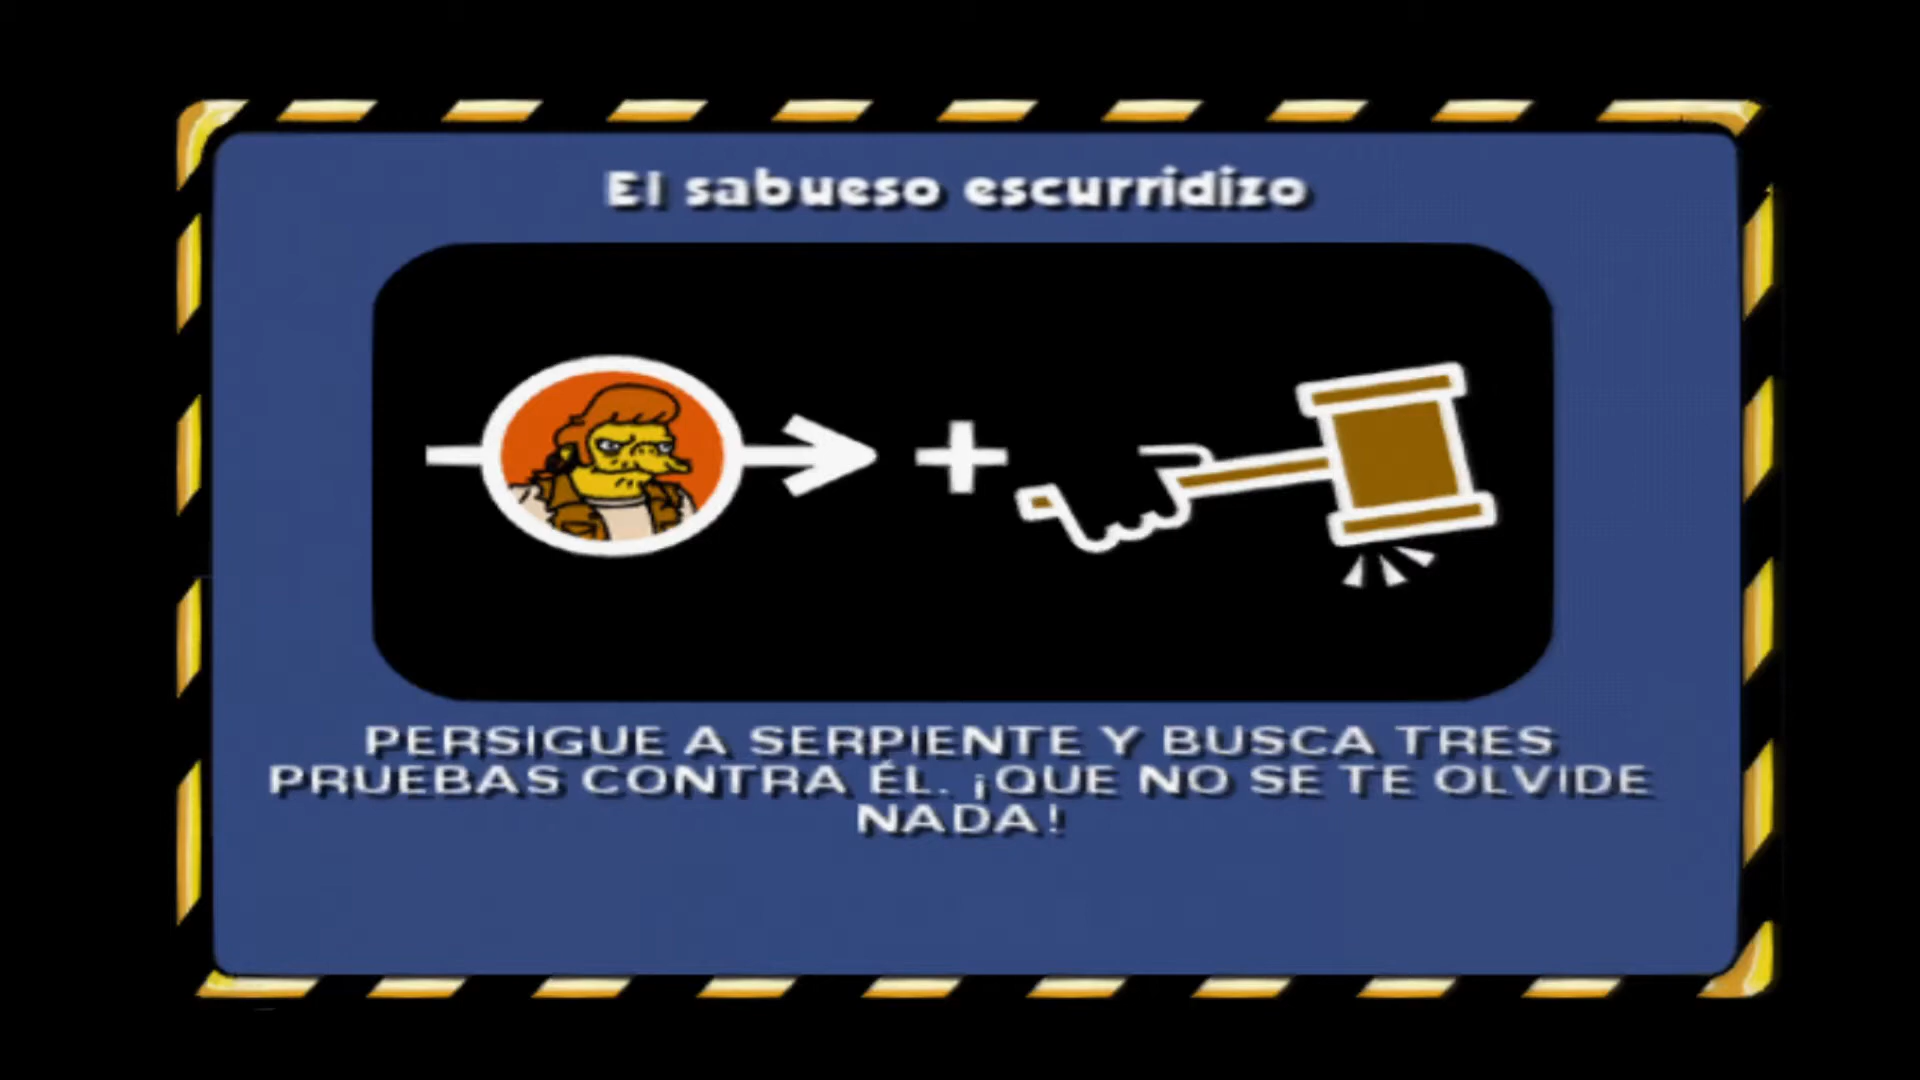 El sabueso escurridizo
PERSIGUE A SERPIENTE Y BUSCA TRES
PRUEBAS CONTRA ÉL. ¡QUE NO SE TE OLVIDE
NADA!